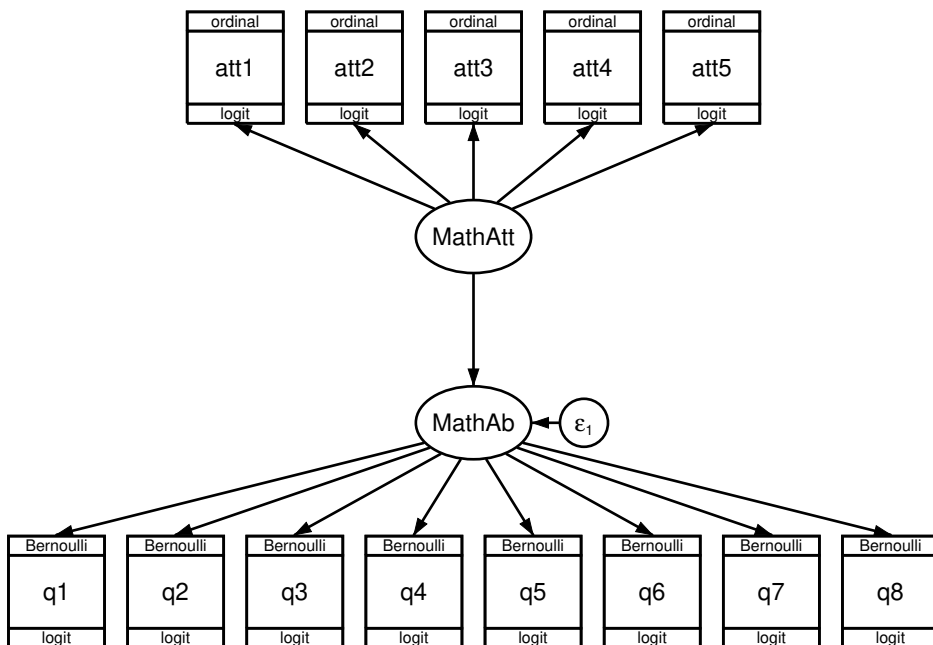 ordinal ordinal ordinal ordinal ordinal
att1 att2 att3 att4 att5
logit logit logit logit logit
MathAtt
MathAb ε1
Bernoulli Bernoulli Bernoulli Bernoulli Bernoulli Bernoulli Bernoulli Bernoulli
q1 q2 q3 q4 q5 q6 q7 q8
logit logit logit logit logit logit logit logit